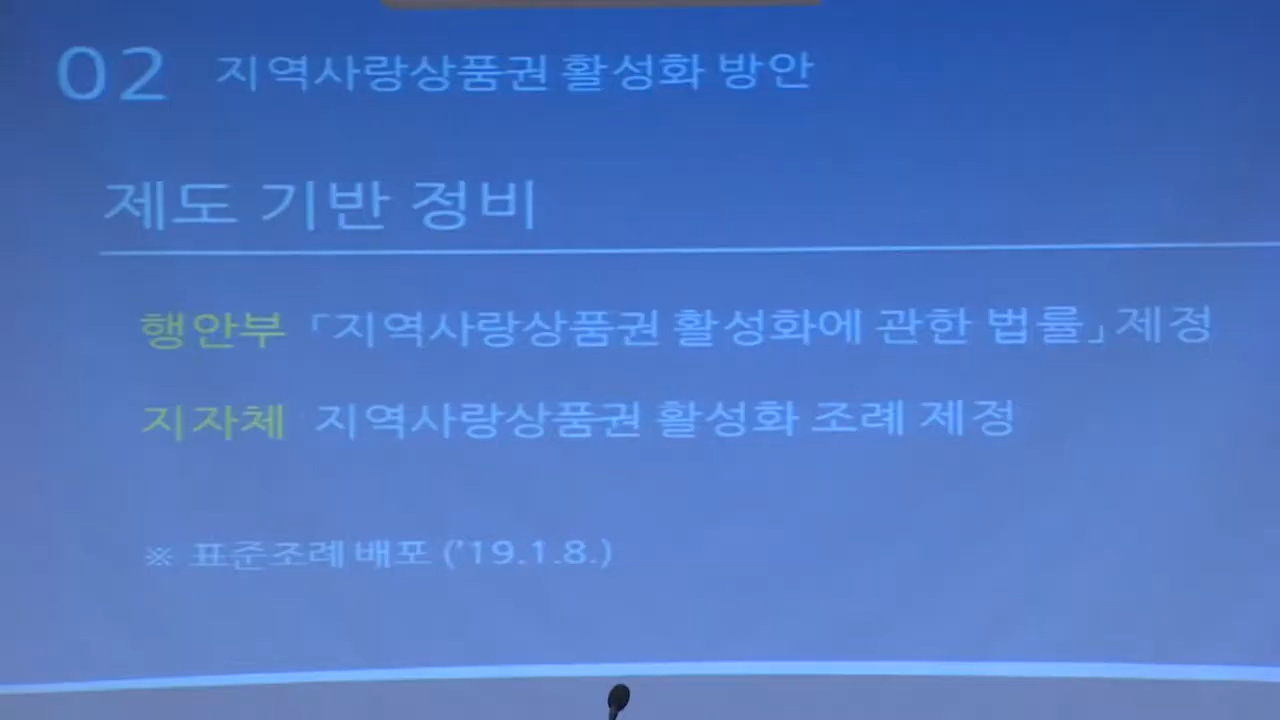 02 지역사랑상품권 활성화 방안
제도 기반 정비
행안부 「지역사랑상품권 활성화에 관한 법률」제정
지자체 지역사랑상품권 활성화 조례 제정
※ 표준조례 배포 ('19.1.8.)